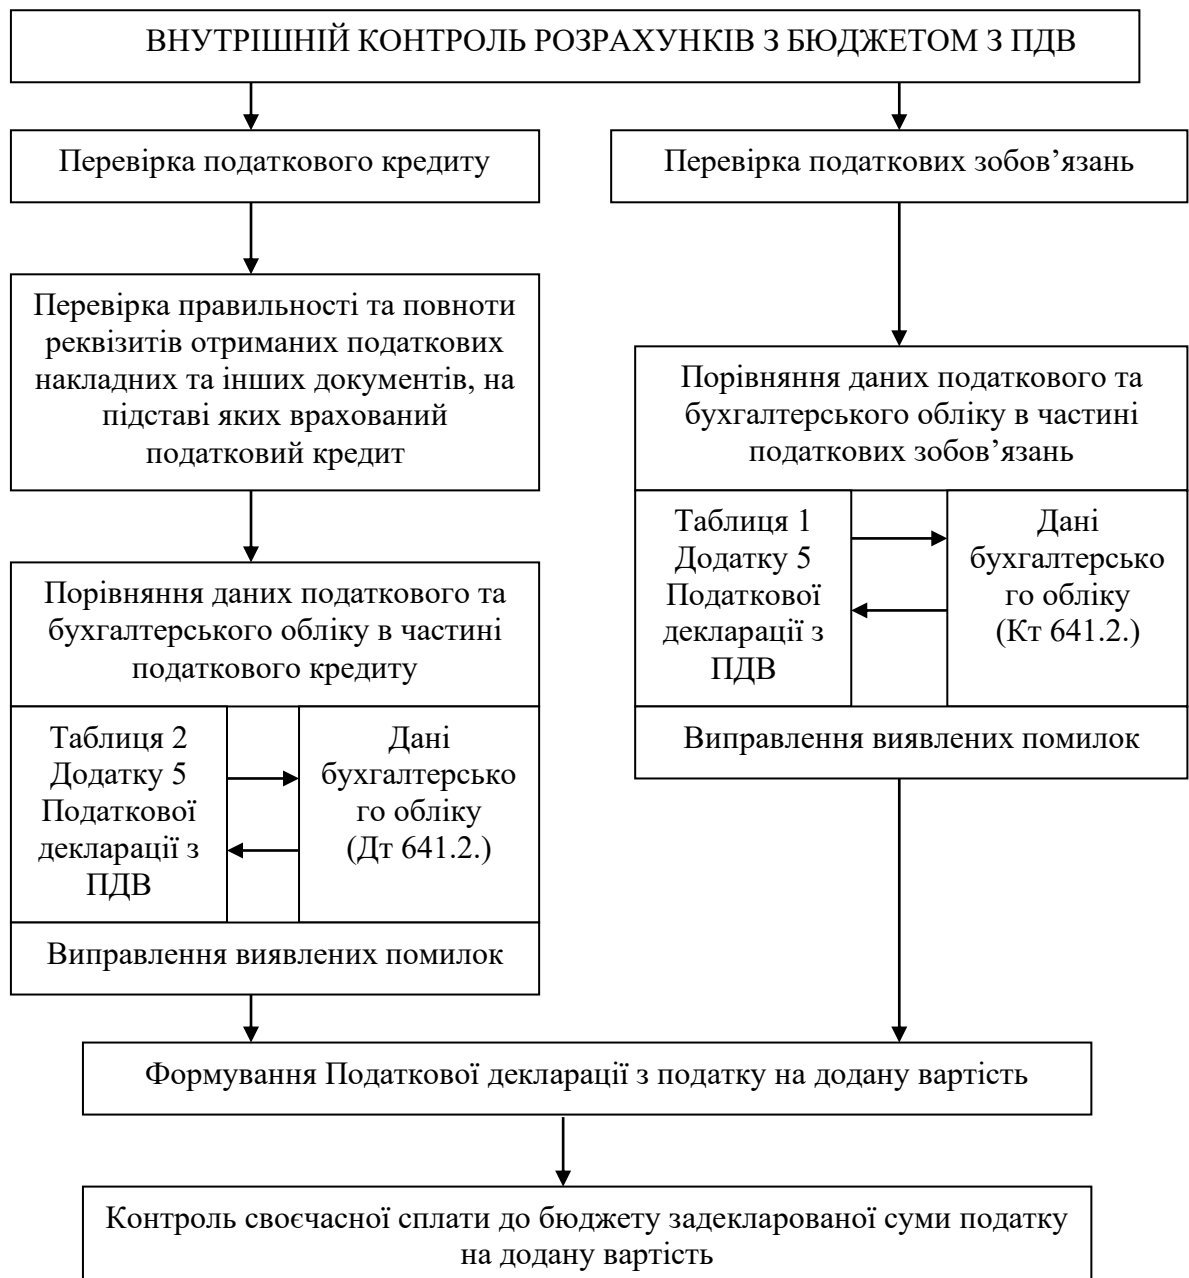 ВНУТРІШНІЙ КОНТРОЛЬ РОЗРАХУНКІВ З БЮДЖЕТОМ З ПДВ
Перевірка податкового кредиту
Перевірка податкових зобов’язань
Перевірка правильності та повноти
реквізитів отриманих податкових
накладних та інших документів, на
підставі яких врахований
податковий кредит
Порівняння даних податкового та
бухгалтерського обліку в частині
податкового кредиту
Таблиця 2
Додатку 5
Податкової
декларації з
ПДВ
Дані
бухгалтерсько
го обліку
(Дт 641.2.)
Виправлення виявлених помилок
Порівняння даних податкового та
бухгалтерського обліку в частині
податкових зобов’язань
Таблиця 1
Додатку 5
Податкової
декларації з
ПДВ
Дані
бухгалтерсько
го обліку
(Кт 641.2.)
Виправлення виявлених помилок
Формування Податкової декларації з податку на додану вартість
Контроль своєчасної сплати до бюджету задекларованої суми податку
на додану вартість